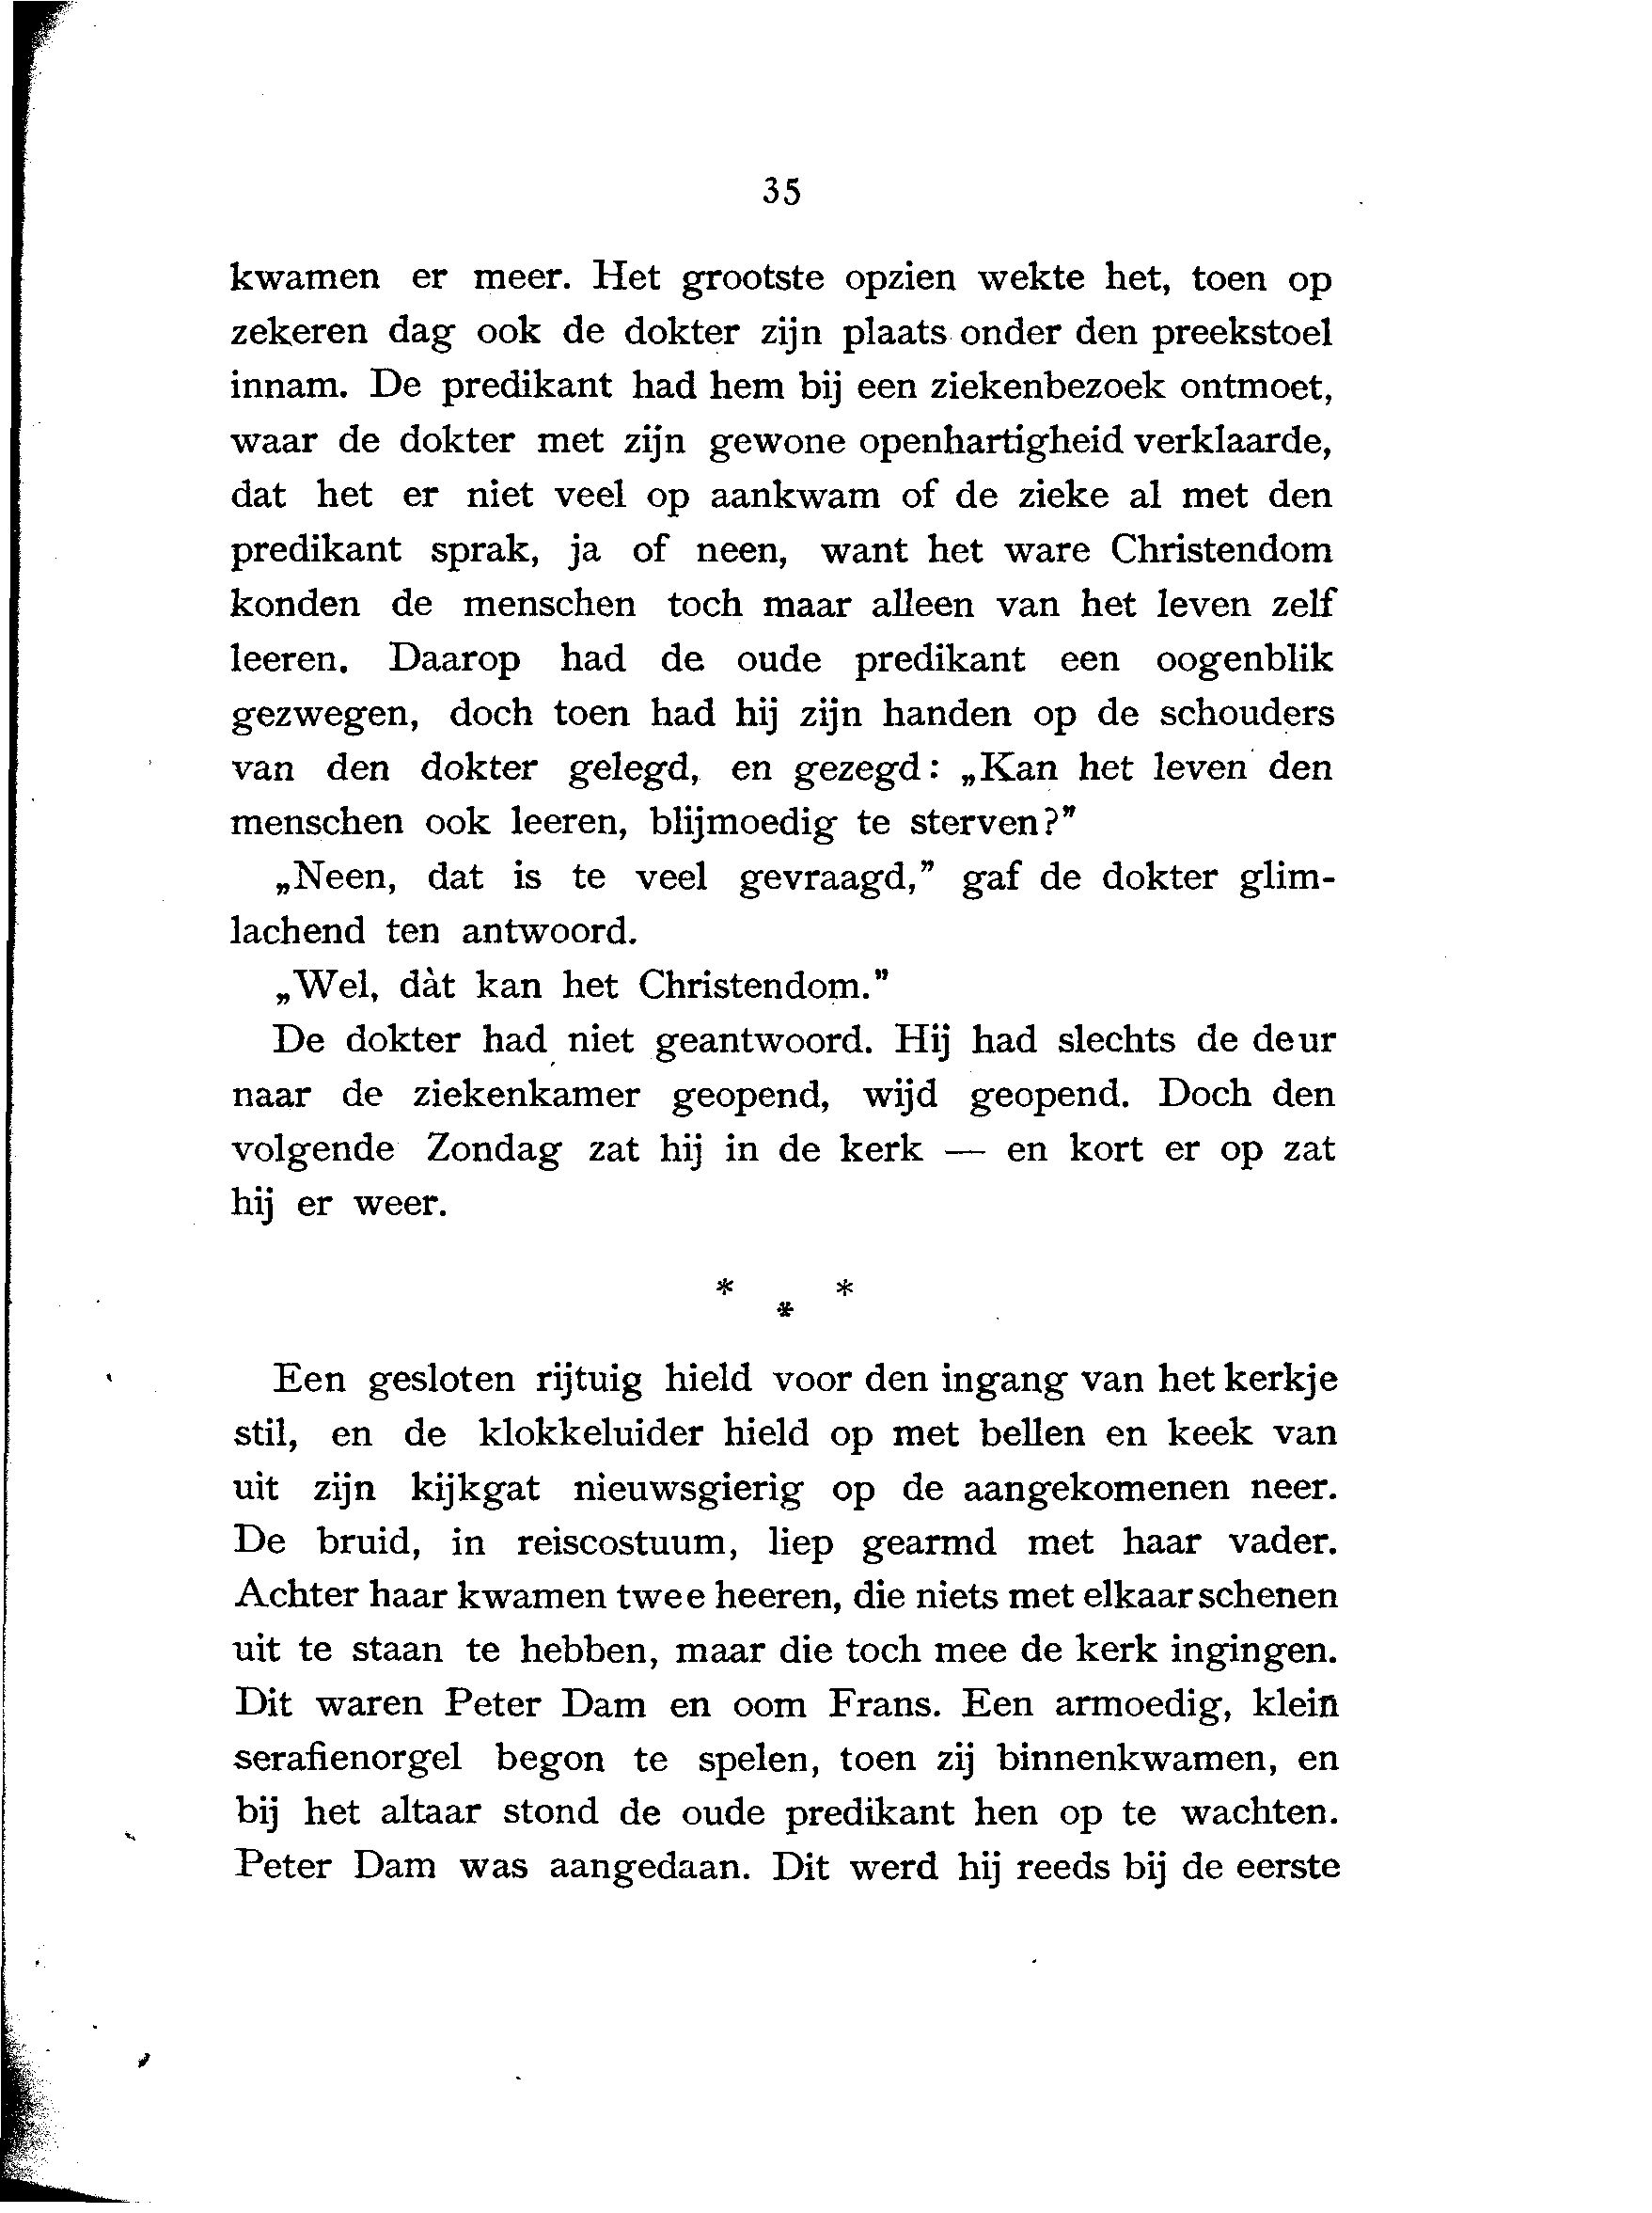 35
kwamen er meer. Het grootste opzien wekte het, toen op
zekeren dag ook de dokter zijn plaats onder den preekstoel
innam. De predikant had hem bij een ziekenbezoek ontmoet,
waar de dokter met zijn gewone openhartigheid verklaarde,
dat het er niet veel op aankwam of de zieke al met den
predikant sprak, ja of neen, want het ware Christendom
konden de menschen toch maar alleen van het leven zelf
leeren. Daarop had de oude predikant een oogenblik
gezwegen, doch toen had hij zijn handen op de schouders
van den dokter gelegd, en gezegd: „Kan het leven den
menschen ook leeren, blijmoedig te sterven?”
„Neen, dat is te veel gevraagd,” gaf de dokter glim-
lachend ten antwoord.
„Wel, dàt kan het Christendom.”
De dokter had niet geantwoord. Hij had slechts de deur
naar de ziekenkamer geopend, wijd geopend. Doch den
volgende Zondag zat hij in de kerk — en kort er op zat
hij er weer.
* * *
Een gesloten rijtuig hield voor den ingang van het kerkje
stil, en de klokkeluider hield op met bellen en keek van
uit zijn kijkgat nieuwsgierig op de aangekomenen neer.
De bruid, in reiscostuum, liep gearmd met haar vader.
Achter haar kwamen twee heeren, die niets met elkaar schenen
uit te staan te hebben, maar die toch mee de kerk ingingen.
Dit waren Peter Dam en oom Frans. Een armoedig, klein
serafienorgel begon te spelen, toen zij binnenkwamen, en
bij het altaar stond de oude predikant hen op te wachten.
Peter Dam was aangedaan. Dit werd hij reeds bij de eerste